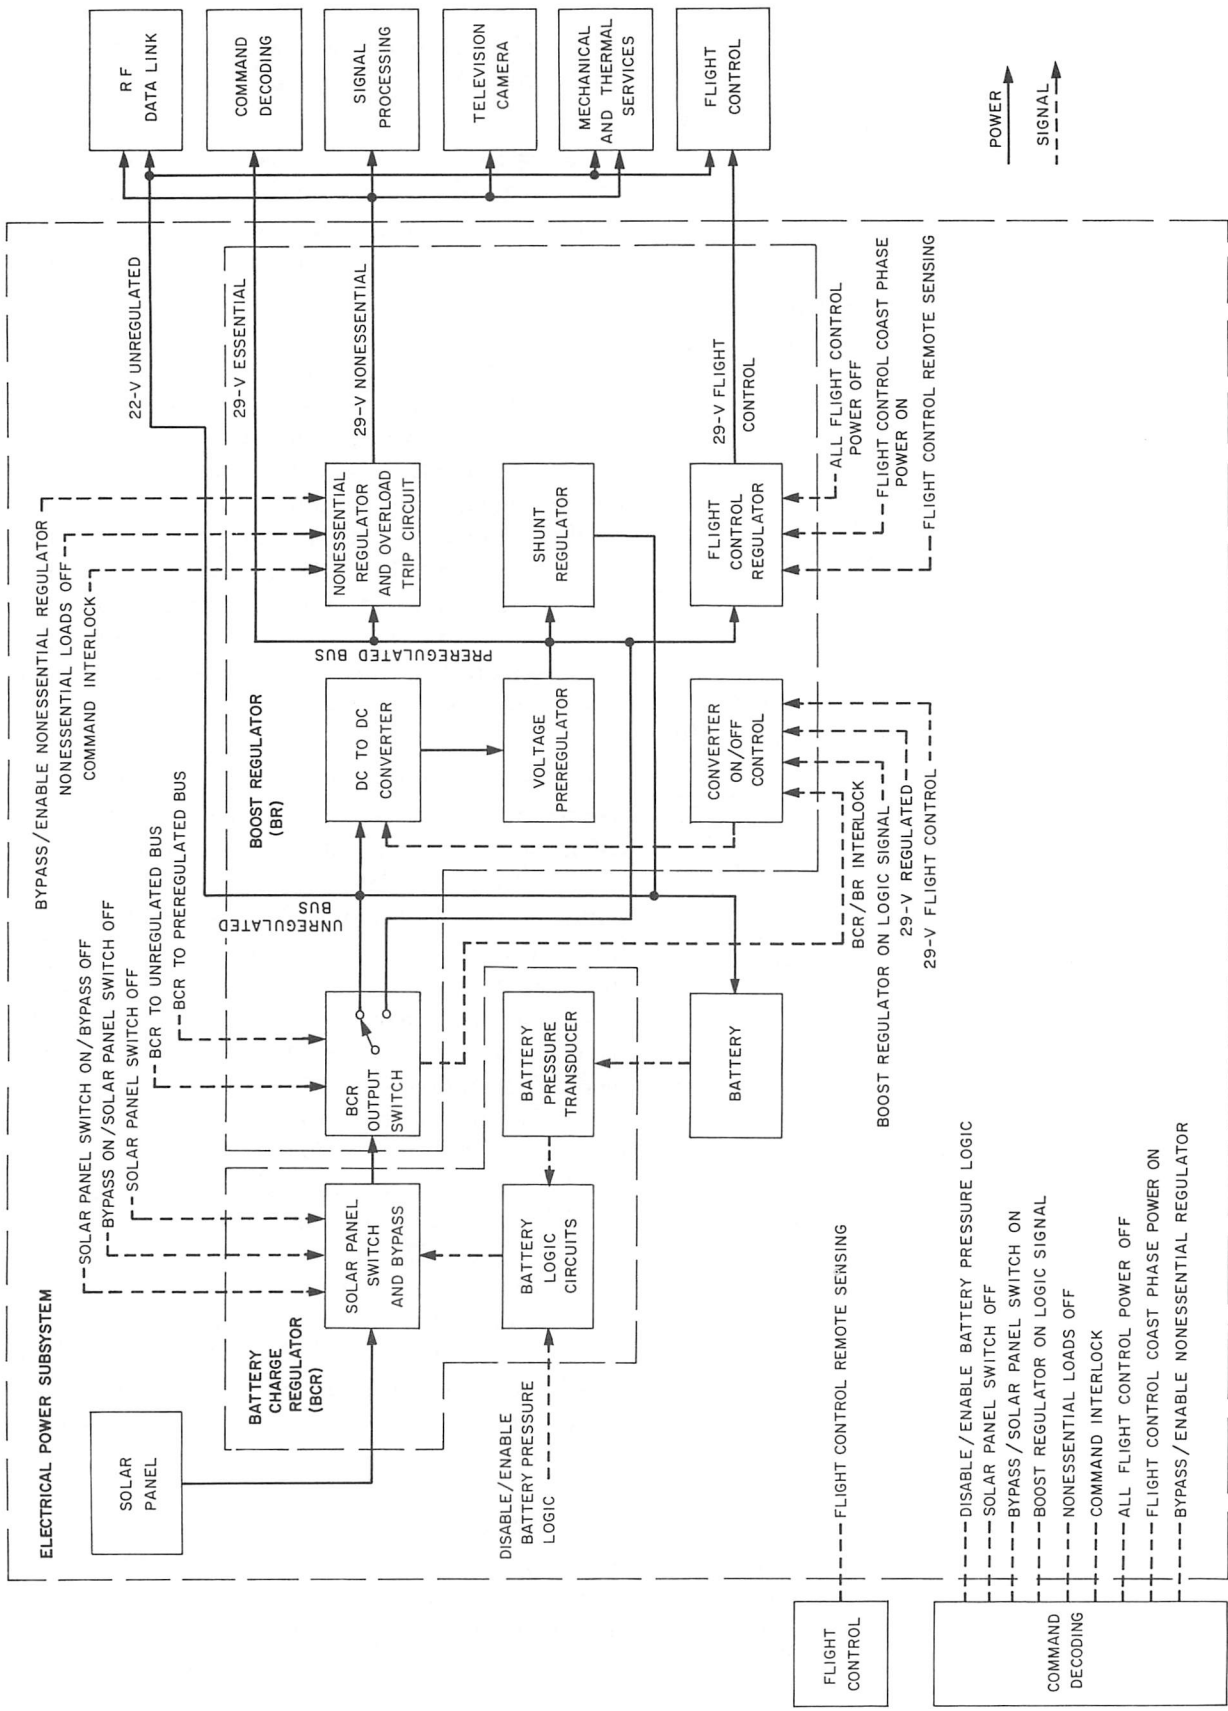 ELECTRICAL POWER SUBSYSTEM
SOLAR
PANEL
BATTERY
CHARGE
REGULATOR
(BCR)
SOLAR PANEL SWITCH ON/BYPASS OFF
BYPASS ON/SOLAR PANEL SWITCH OFF
SOLAR PANEL SWITCH OFF
BCR TO UNREGULATED BUS
BCR TO PREREGULATED BUS
BYPASS/ENABLE NONESSENTIAL REGULATOR
NONESSENTIAL LOADS OFF
COMMAND INTERLOCK
SOLAR PANEL
SWITCH
AND BYPASS
BCR
OUTPUT
SWITCH
UNREGULATED
BUS
BOOST REGULATOR
(BR)
DC TO DC
CONVERTER
PREREGULATED BUS
NONESSENTIAL
REGULATOR
AND OVERLOAD
TRIP CIRCUIT
22-V UNREGULATED
29-V ESSENTIAL
29-V NONESSENTIAL
29-V FLIGHT
CONTROL
RF
DATA LINK
COMMAND
DECODING
SIGNAL
PROCESSING
TELEVISION
CAMERA
MECHANICAL
AND THERMAL
SERVICES
FLIGHT
CONTROL
DISABLE/ENABLE
BATTERY PRESSURE
LOGIC
BATTERY
LOGIC
CIRCUITS
BATTERY
PRESSURE
TRANSDUCER
VOLTAGE
PREREGULATOR
SHUNT
REGULATOR
BATTERY
CONVERTER
ON/OFF
CONTROL
FLIGHT
CONTROL
REGULATOR
BCR/BR INTERLOCK
BOOST REGULATOR ON LOGIC SIGNAL
29-V REGULATED
29-V FLIGHT CONTROL
ALL FLIGHT CONTROL
POWER OFF
FLIGHT CONTROL COAST PHASE
POWER ON
FLIGHT CONTROL REMOTE SENSING
FLIGHT
CONTROL
FLIGHT CONTROL REMOTE SENSING
COMMAND
DECODING
DISABLE/ENABLE BATTERY PRESSURE LOGIC
SOLAR PANEL SWITCH OFF
BYPASS/SOLAR PANEL SWITCH ON
BOOST REGULATOR ON LOGIC SIGNAL
NONESSENTIAL LOADS OFF
COMMAND INTERLOCK
ALL FLIGHT CONTROL POWER OFF
FLIGHT CONTROL COAST PHASE POWER ON
BYPASS/ENABLE NONESSENTIAL REGULATOR
POWER
SIGNAL